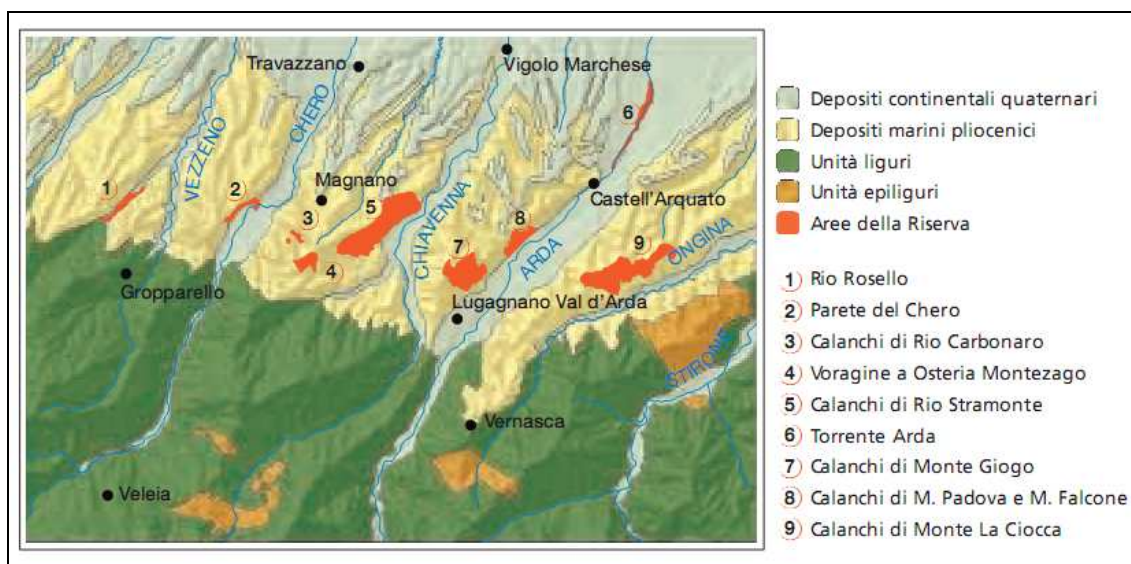 Travazzano
Vigolo Marchese
VEZZENO
CHERO
6
1
2
Magnano
3
5
4
CHIAVENNA
7
8
ARDA
Castell'Arquato
9
ONGINA
Gropparello
Lugagnano Val d'Arda
STIRONE
Vernasca
Veleia
Depositi continentali quaternari
Depositi marini pliocenici
Unità liguri
Unità epiliguri
Aree della Riserva
1 Rio Rosello
2 Parete del Chero
3 Calanchi di Rio Carbonaro
4 Voragine a Osteria Montezago
5 Calanchi di Rio Stramonte
6 Torrente Arda
7 Calanchi di Monte Giogo
8 Calanchi di M. Padova e M. Falcone
9 Calanchi di Monte La Ciocca